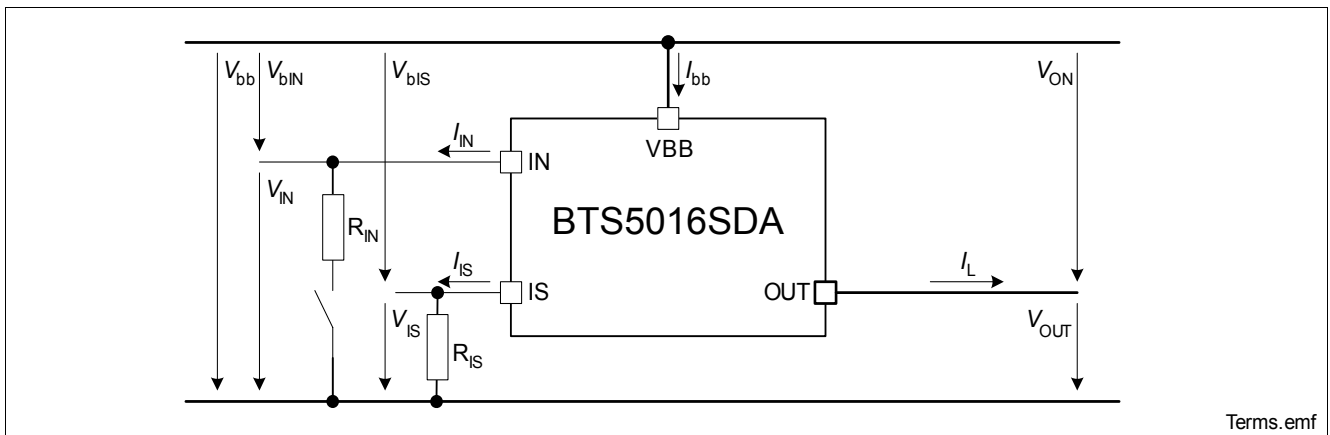 Vbb VbIN VbIS Ibb VON
IIN
IN VBB
VIN
BTS5016SDA
RIN
IIS IL
IS OUT
VIS VOUT
RIS
Terms.emf